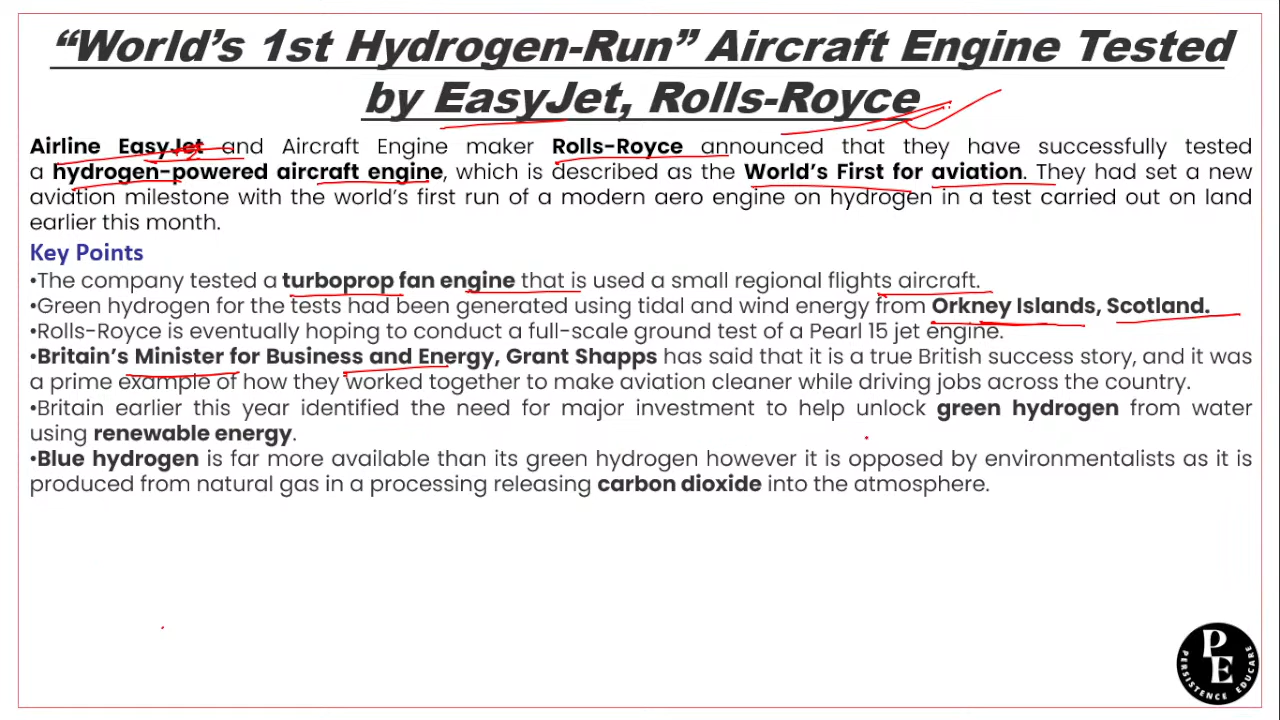 “World’s 1st Hydrogen-Run” Aircraft Engine Tested
by EasyJet, Rolls-Royce
Airline EasyJet and Aircraft Engine maker Rolls-Royce announced that they have successfully tested
a hydrogen-powered aircraft engine, which is described as the World’s First for aviation. They had set a new
aviation milestone with the world’s first run of a modern aero engine on hydrogen in a test carried out on land
earlier this month.
Key Points
•The company tested a turboprop fan engine that is used a small regional flights aircraft.
•Green hydrogen for the tests had been generated using tidal and wind energy from Orkney Islands, Scotland.
•Rolls-Royce is eventually hoping to conduct a full-scale ground test of a Pearl 15 jet engine.
•Britain’s Minister for Business and Energy, Grant Shapps has said that it is a true British success story, and it was
a prime example of how they worked together to make aviation cleaner while driving jobs across the country.
•Britain earlier this year identified the need for major investment to help unlock green hydrogen from water
using renewable energy.
•Blue hydrogen is far more available than its green hydrogen however it is opposed by environmentalists as it is
produced from natural gas in a processing releasing carbon dioxide into the atmosphere.
PE
PERSISTENCE EDUCARE